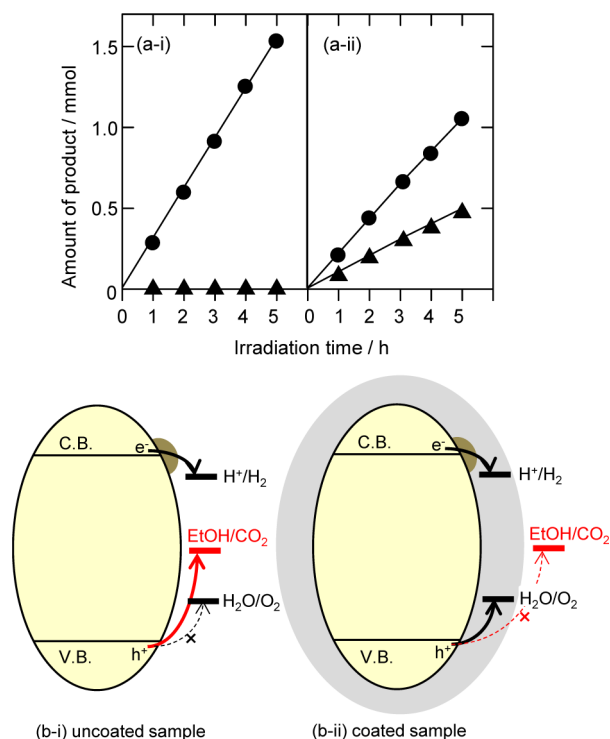 (a-i) (a-ii)
1.5
1.0
0.5
0
Amount of product / mmol
0 1 2 3 4 5 0 1 2 3 4 5
Irradiation time / h
C.B. e⁻
H⁺/H₂
EtOH/CO₂
H₂O/O₂
V.B. h⁺
(b-i) uncoated sample
C.B. e⁻
H⁺/H₂
EtOH/CO₂
H₂O/O₂
V.B. h⁺
(b-ii) coated sample